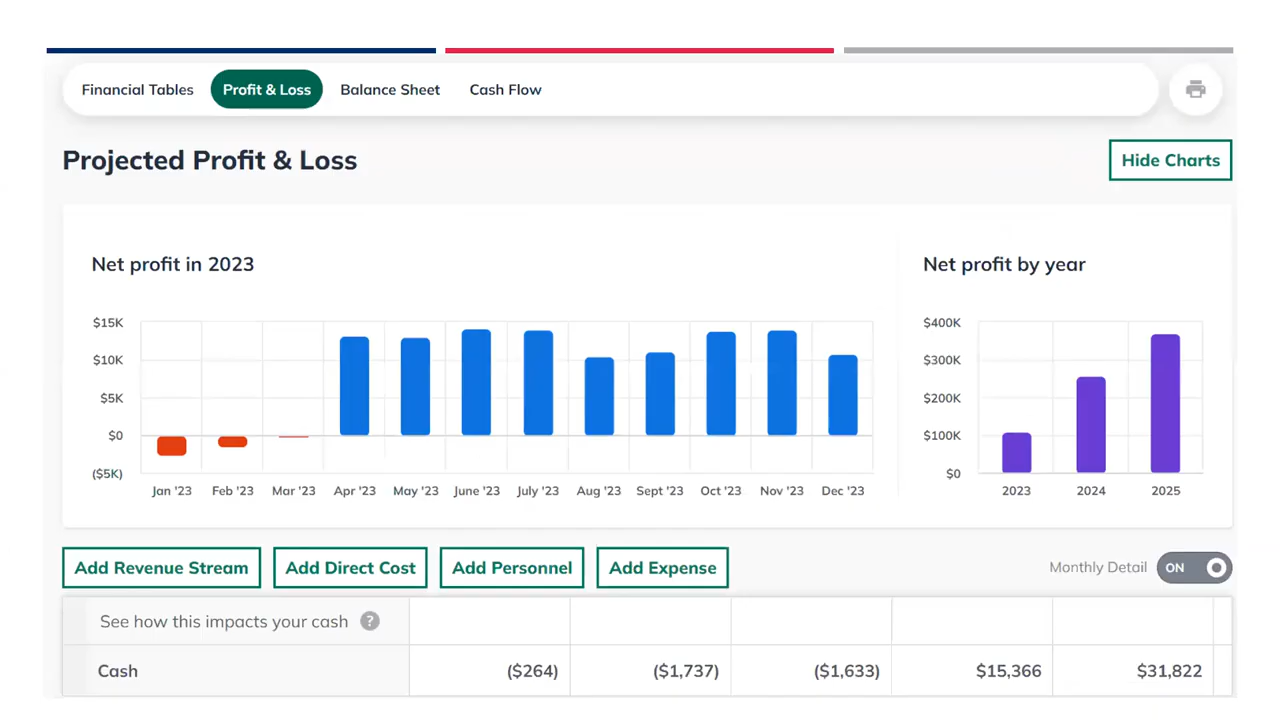 Financial Tables Profit & Loss Balance Sheet Cash Flow
Projected Profit & Loss
Hide Charts
Net profit in 2023
$15K
$10K
$5K
$0
($5K)
Jan '23 Feb '23 Mar '23 Apr '23 May '23 June '23 July '23 Aug '23 Sept '23 Oct '23 Nov '23 Dec '23
Net profit by year
$400K
$300K
$200K
$100K
$0
2023 2024 2025
Add Revenue Stream Add Direct Cost Add Personnel Add Expense
Monthly Detail ON
See how this impacts your cash ?
Cash ($264) ($1,737) ($1,633) $15,366 $31,822